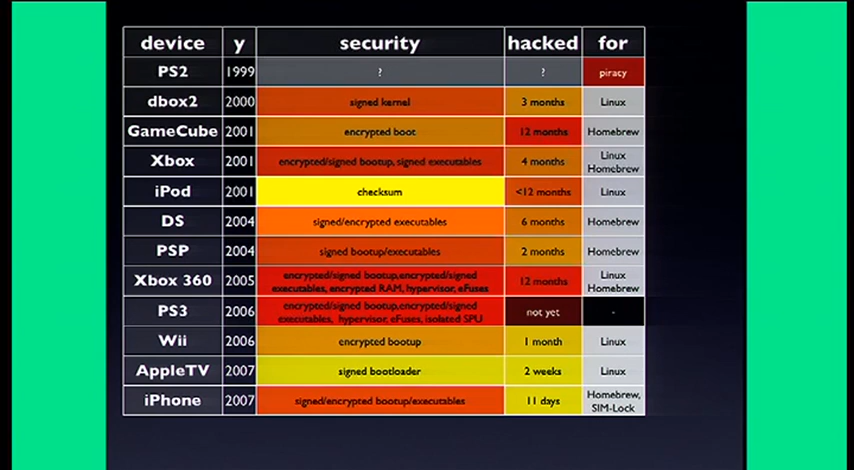 device y security hacked for
PS2 1999 ? ? piracy
dbox2 2000 signed kernel 3 months Linux
GameCube 2001 encrypted boot 12 months Homebrew
Xbox 2001 encrypted/signed bootup, signed executables 4 months Linux
Homebrew
iPod 2001 checksum <12 months Linux
DS 2004 signed/encrypted executables 6 months Homebrew
PSP 2004 signed bootup/executables 2 months Homebrew
Xbox 360 2005 encrypted/signed bootup,encrypted/signed 12 months Linux
executables, encrypted RAM, hypervisor, eFuses Homebrew
PS3 2006 encrypted/signed bootup,encrypted/signed not yet -
executables, hypervisor, eFuses, isolated SPU
Wii 2006 encrypted bootup 1 month Linux
AppleTV 2007 signed bootloader 2 weeks Linux
iPhone 2007 signed/encrypted bootup/executables 11 days Homebrew,
SIM-Lock